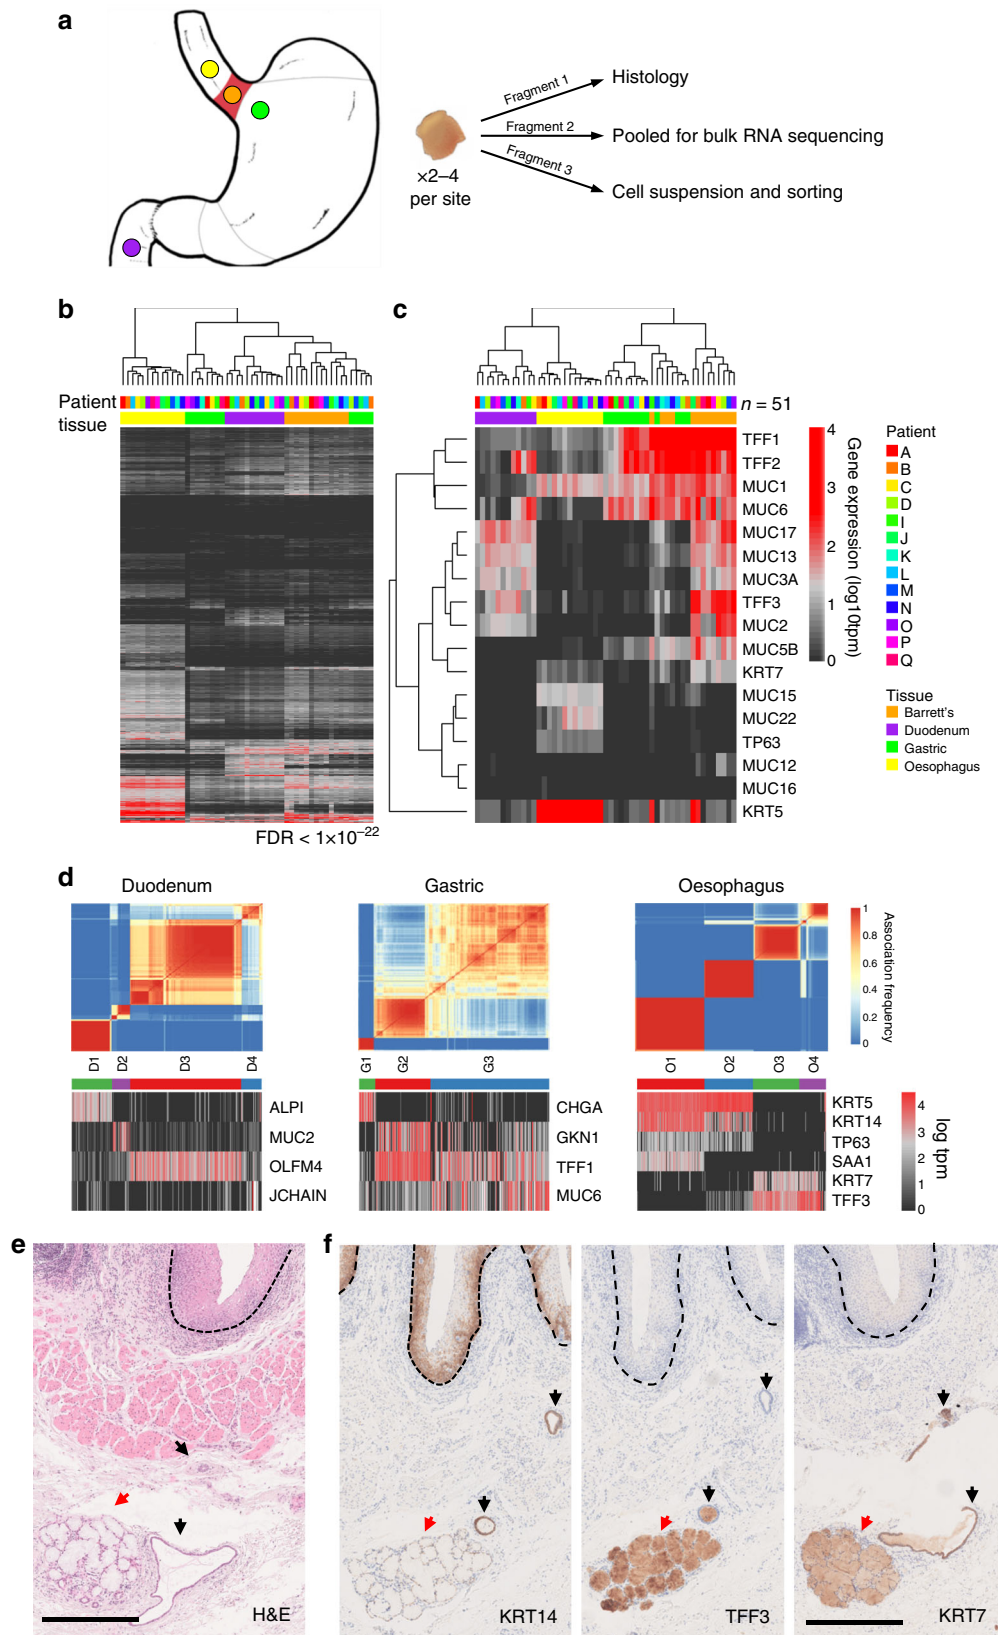 a
Fragment 1
Histology
Fragment 2
Pooled for bulk RNA sequencing
Fragment 3
Cell suspension and sorting
×2–4
per site
b
Patient
tissue
FDR < 1×10⁻²²
c
n = 51
TFF1
TFF2
MUC1
MUC6
MUC17
MUC13
MUC3A
TFF3
MUC2
MUC5B
KRT7
MUC15
MUC22
TP63
MUC12
MUC16
KRT5
4
3
2
1
0
Gene expression (log10tpm)
Patient
A
B
C
D
I
J
K
L
M
N
O
P
Q
Tissue
Barrett's
Duodenum
Gastric
Oesophagus
d
Duodenum
D1
D2
D3
D4
ALPI
MUC2
OLFM4
JCHAIN
Gastric
G1
G2
G3
CHGA
GKN1
TFF1
MUC6
Oesophagus
O1
O2
O3
O4
KRT5
KRT14
TP63
SAA1
KRT7
TFF3
1
0.8
0.6
0.4
0.2
0
Association frequency
4
3
2
1
0
log tpm
e
H&E
f
KRT14
TFF3
KRT7